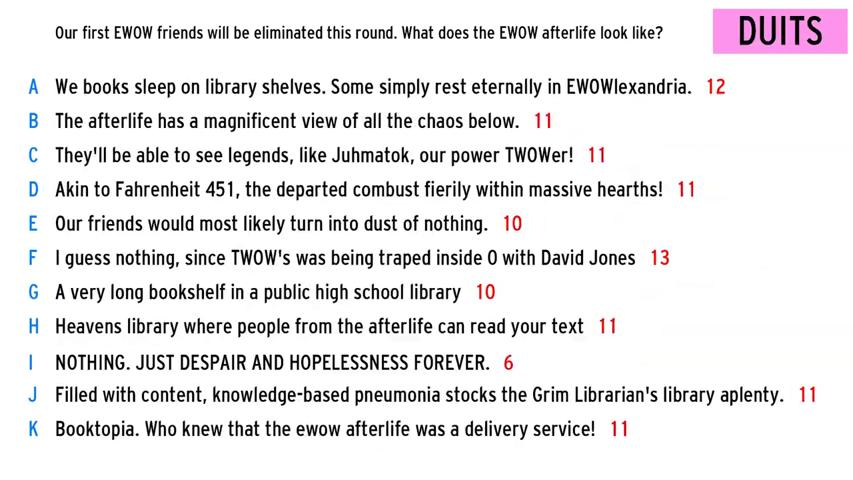 Our first EWOW friends will be eliminated this round. What does the EWOW afterlife look like?
DUITS
A We books sleep on library shelves. Some simply rest eternally in EWOWlexandria. 12
B The afterlife has a magnificent view of all the chaos below. 11
C They'll be able to see legends, like Juhmatok, our power TWOWer! 11
D Akin to Fahrenheit 451, the departed combust fierily within massive hearths! 11
E Our friends would most likely turn into dust of nothing. 10
F I guess nothing, since TWOW's was being traped inside O with David Jones 13
G A very long bookshelf in a public high school library 10
H Heavens library where people from the afterlife can read your text 11
I NOTHING. JUST DESPAIR AND HOPELESSNESS FOREVER. 6
J Filled with content, knowledge-based pneumonia stocks the Grim Librarian's library aplenty. 11
K Booktopia. Who knew that the ewow afterlife was a delivery service! 11